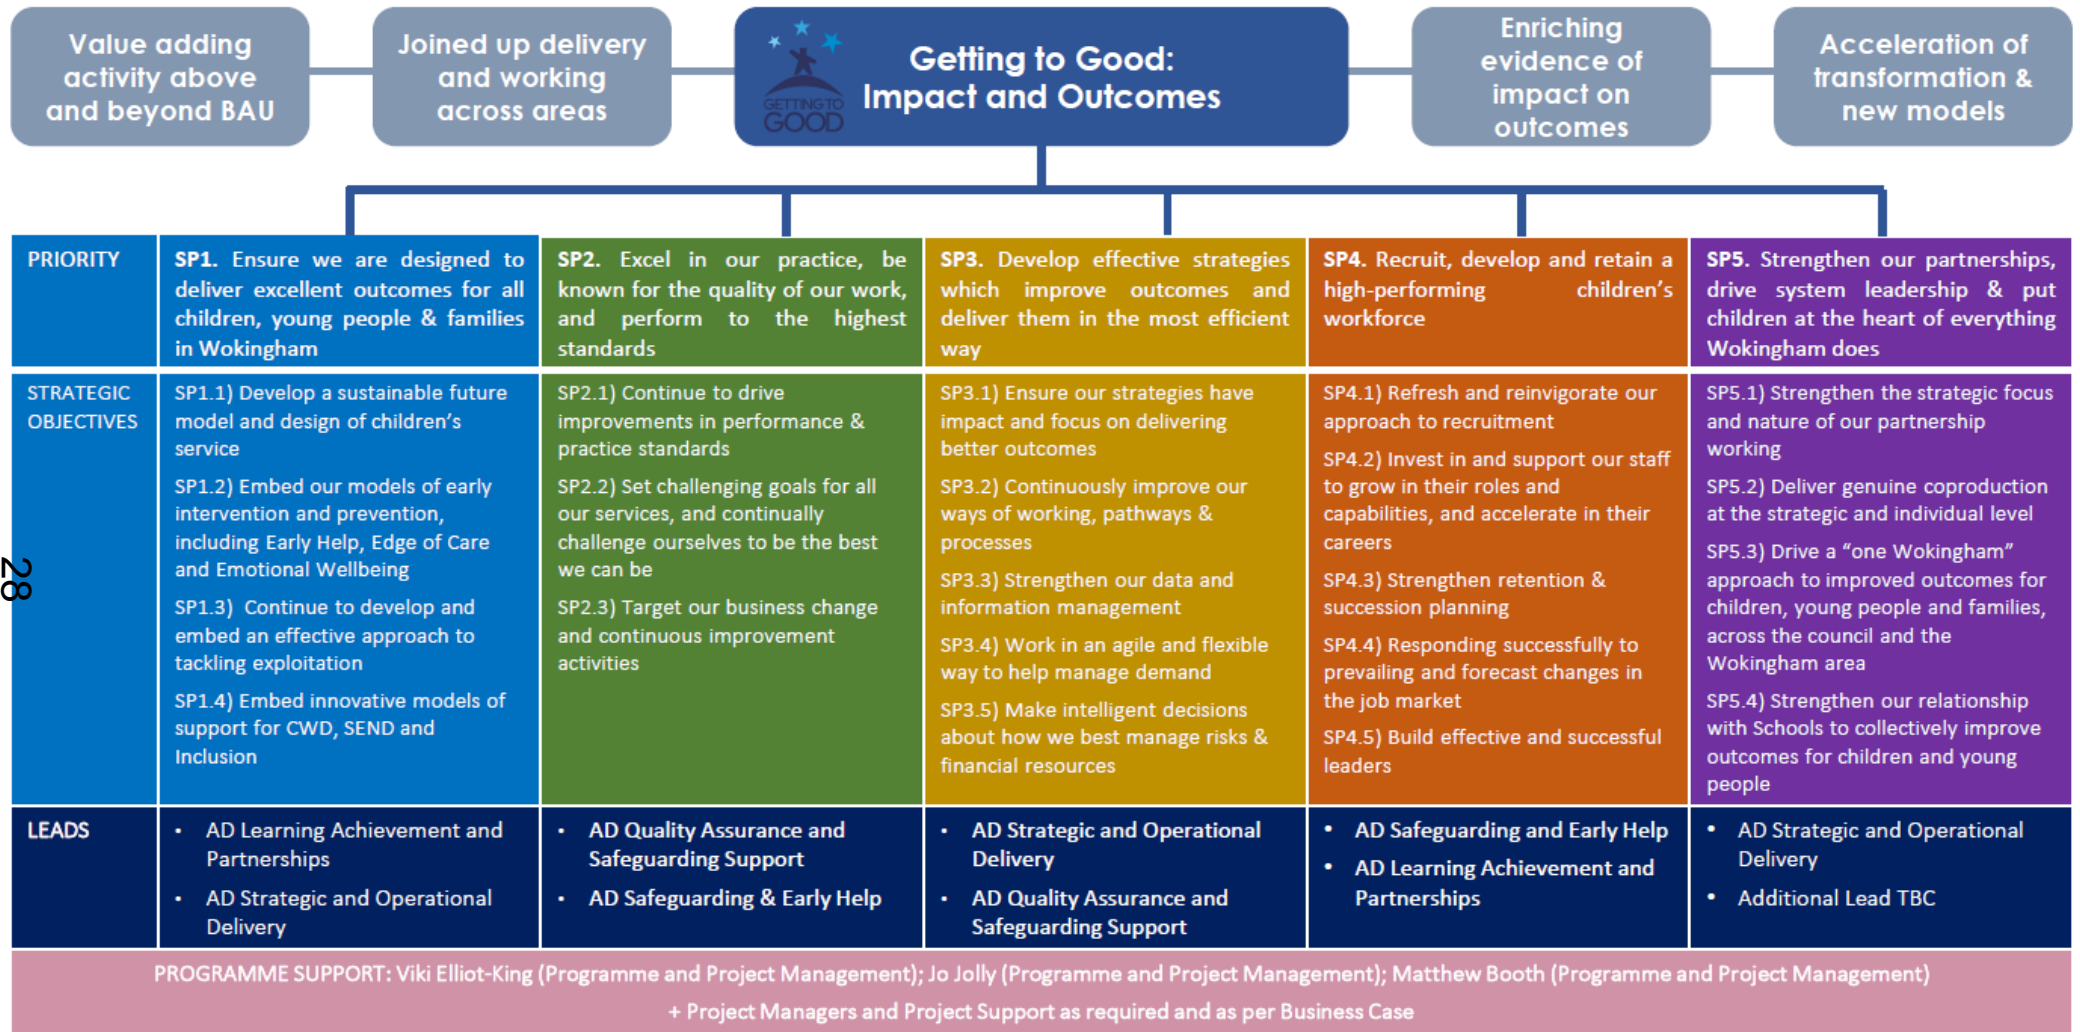 Value adding
activity above
and beyond BAU
Joined up delivery
and working
across areas
GETTING TO
GOOD
Getting to Good:
Impact and Outcomes
Enriching
evidence of
impact on
outcomes
Acceleration of
transformation &
new models
PRIORITY
SP1. Ensure we are designed to
deliver excellent outcomes for all
children, young people & families
in Wokingham
SP2. Excel in our practice, be
known for the quality of our work,
and perform to the highest
standards
SP3. Develop effective strategies
which improve outcomes and
deliver them in the most efficient
way
SP4. Recruit, develop and retain a
high-performing children's
workforce
SP5. Strengthen our partnerships,
drive system leadership & put
children at the heart of everything
Wokingham does
STRATEGIC
OBJECTIVES
SP1.1) Develop a sustainable future
model and design of children's
service
SP1.2) Embed our models of early
intervention and prevention,
including Early Help, Edge of Care
and Emotional Wellbeing
SP1.3) Continue to develop and
embed an effective approach to
tackling exploitation
SP1.4) Embed innovative models of
support for CWD, SEND and
Inclusion
SP2.1) Continue to drive
improvements in performance &
practice standards
SP2.2) Set challenging goals for all
our services, and continually
challenge ourselves to be the best
we can be
SP2.3) Target our business change
and continuous improvement
activities
SP3.1) Ensure our strategies have
impact and focus on delivering
better outcomes
SP3.2) Continuously improve our
ways of working, pathways &
processes
SP3.3) Strengthen our data and
information management
SP3.4) Work in an agile and flexible
way to help manage demand
SP3.5) Make intelligent decisions
about how we best manage risks &
financial resources
SP4.1) Refresh and reinvigorate our
approach to recruitment
SP4.2) Invest in and support our staff
to grow in their roles and
capabilities, and accelerate in their
careers
SP4.3) Strengthen retention &
succession planning
SP4.4) Responding successfully to
prevailing and forecast changes in
the job market
SP4.5) Build effective and successful
leaders
SP5.1) Strengthen the strategic focus
and nature of our partnership
working
SP5.2) Deliver genuine coproduction
at the strategic and individual level
SP5.3) Drive a “one Wokingham”
approach to improved outcomes for
children, young people and families,
across the council and the
Wokingham area
SP5.4) Strengthen our relationship
with Schools to collectively improve
outcomes for children and young
people
28
LEADS
• AD Learning Achievement and
Partnerships
• AD Strategic and Operational
Delivery
• AD Quality Assurance and
Safeguarding Support
• AD Safeguarding & Early Help
• AD Strategic and Operational
Delivery
• AD Quality Assurance and
Safeguarding Support
• AD Safeguarding and Early Help
• AD Learning Achievement and
Partnerships
• AD Strategic and Operational
Delivery
• Additional Lead TBC
PROGRAMME SUPPORT: Viki Elliot-King (Programme and Project Management); Jo Jolly (Programme and Project Management); Matthew Booth (Programme and Project Management)
+ Project Managers and Project Support as required and as per Business Case